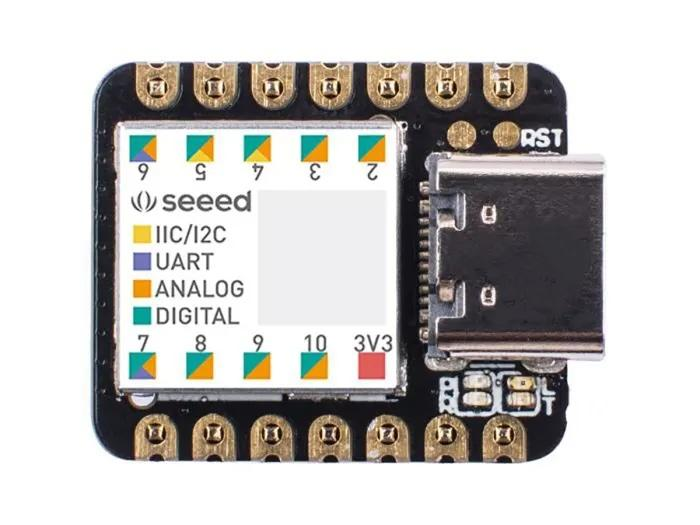 RST
6 5 4 3 2
seeed
IIC/I2C
UART
ANALOG
DIGITAL
7 8 9 10 3V3
P L
R T